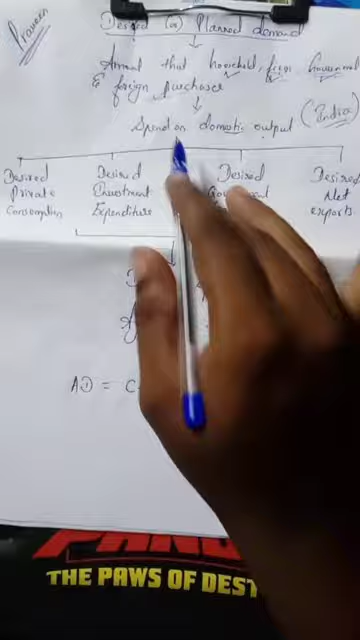 Praveen
Desired (or) Planned demand
Amount that household, firm, Government
& foreign purchases
Spend on domestic output (India)
Desired Private Consumption
Desired Investment Expenditure
Desired
Desired Net exports
AD = C
THE PAWS OF DEST